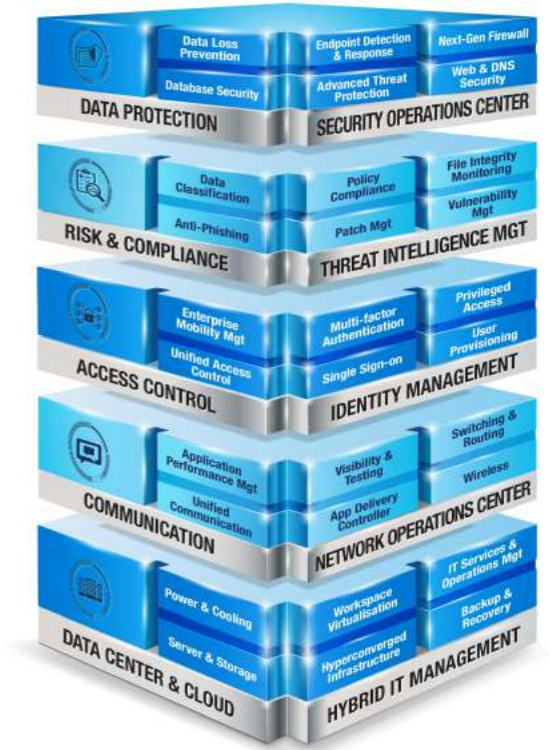 Data Loss
Prevention
Database Security
Endpoint Detection
& Response
Advanced Threat
Protection
Next-Gen Firewall
Web & DNS
Security
DATA PROTECTION
SECURITY OPERATIONS CENTER
Data
Classification
Anti-Phishing
Policy
Compliance
Patch Mgt
File Integrity
Monitoring
Vulnerability
Mgt
RISK & COMPLIANCE
THREAT INTELLIGENCE MGT
Enterprise
Mobility Mgt
Unified Access
Control
Multi-factor
Authentication
Single Sign-on
Privileged
Access
User
Provisioning
ACCESS CONTROL
IDENTITY MANAGEMENT
Application
Performance Mgt
Unified
Communication
Visibility &
Testing
App Delivery
Controller
Switching &
Routing
Wireless
COMMUNICATION
NETWORK OPERATIONS CENTER
Power & Cooling
Server & Storage
Workspace
Virtualisation
Hyperconverged
Infrastructure
IT Services &
Operations Mgt
Backup &
Recovery
DATA CENTER & CLOUD
HYBRID IT MANAGEMENT